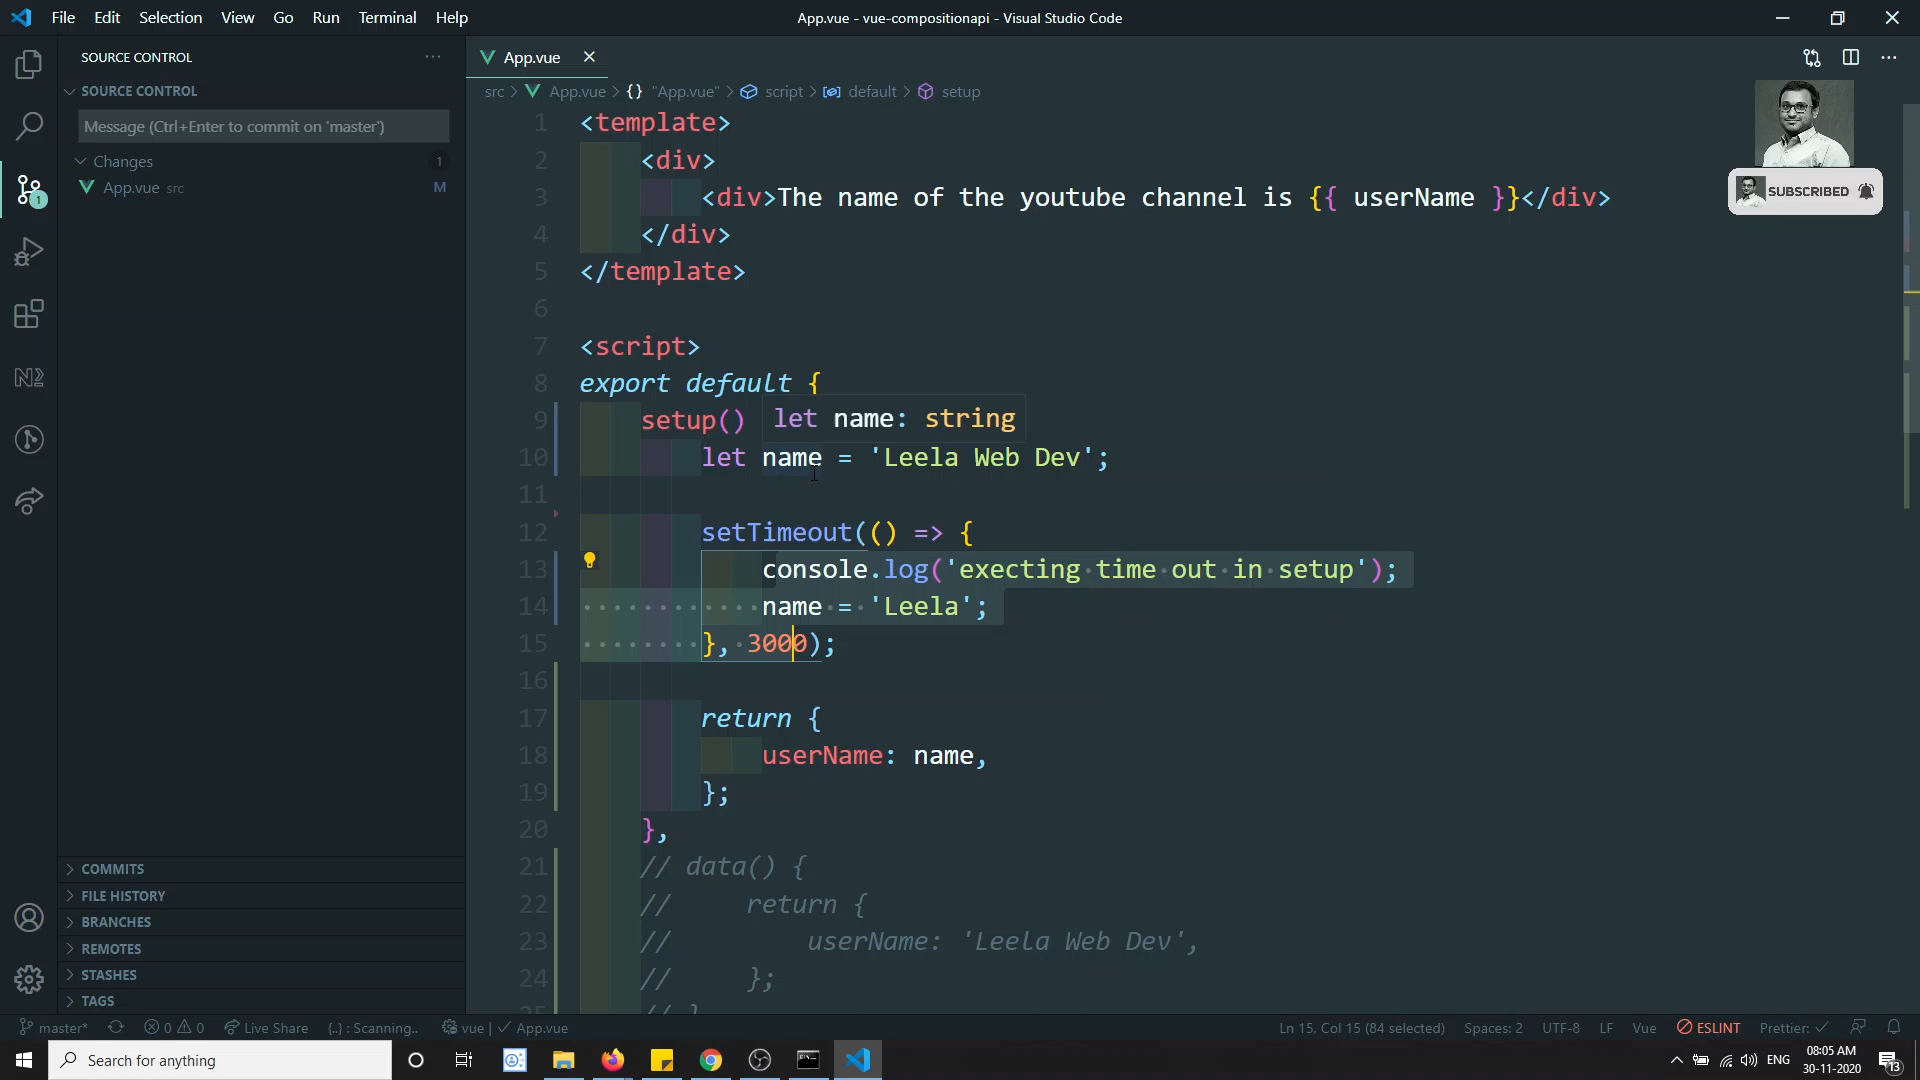 File Edit Selection View Go Run Terminal Help
App.vue - vue-compositionapi - Visual Studio Code
SOURCE CONTROL
SOURCE CONTROL
Message (Ctrl+Enter to commit on 'master')
Changes 1
App.vue src M
COMMITS
FILE HISTORY
BRANCHES
REMOTES
STASHES
TAGS
1
App.vue
src > App.vue > {} "App.vue" > script > default > setup
SUBSCRIBED
1 <template>
2 <div>
3 <div>The name of the youtube channel is {{ userName }}</div>
4 </div>
5 </template>
6
7 <script>
8 export default {
9 setup()
let name: string
10 let name = 'Leela Web Dev';
11
12 setTimeout(() => {
13 console.log('execting time out in setup');
14 name = 'Leela';
15 }, 3000);
16
17 return {
18 userName: name,
19 };
20 },
21 // data() {
22 // return {
23 // userName: 'Leela Web Dev',
24 // };
master* 0 0 Live Share {..} : Scanning.. vue | App.vue
Ln 15, Col 15 (84 selected) Spaces: 2 UTF-8 LF Vue ESLINT Prettier:
Search for anything
ENG
08:05 AM
30-11-2020
13